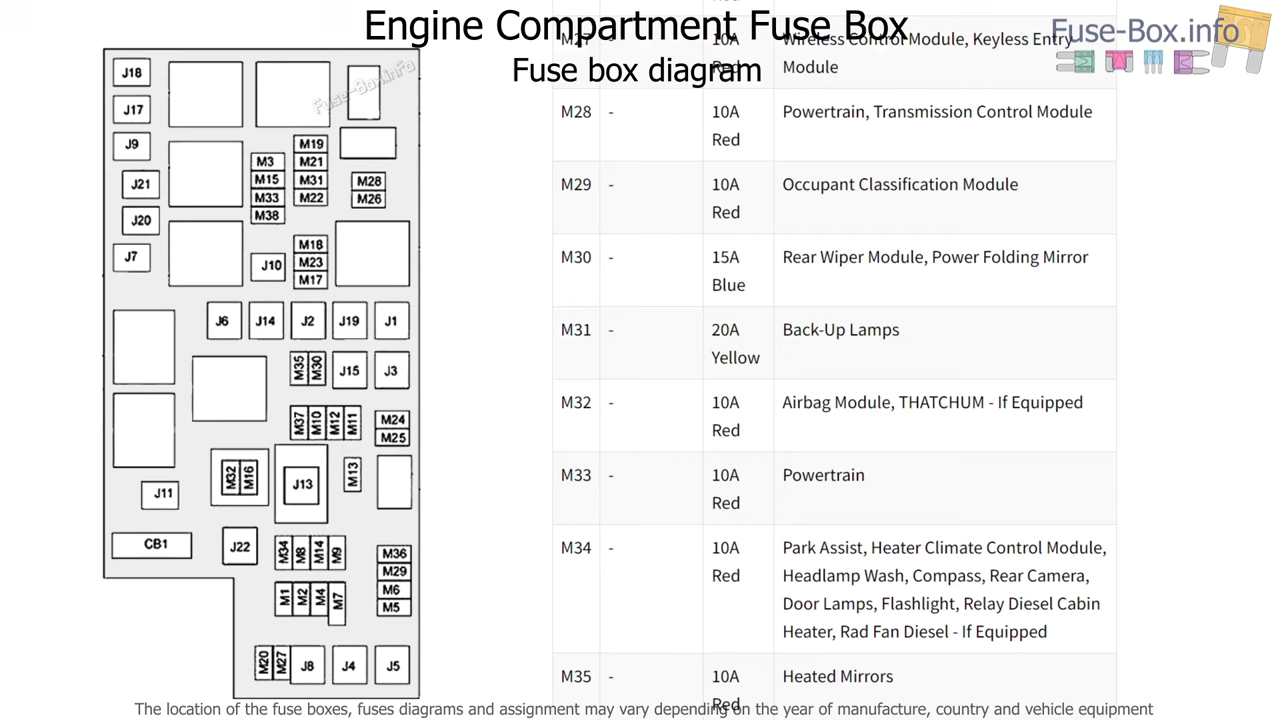 Engine Compartment Fuse Box
Fuse box diagram
Fuse-Box.info
Fuse-Box.info
J18
J17
J9
M19
M3
M21
M15
M31
M28
J21
M33
M22
M26
M38
J20
M18
J7
J10
M23
M17
J6
J14
J2
J19
J1
M35
M30
J15
J3
M37
M10
M12
M11
M24
M25
M32
M16
J13
M13
J11
CB1
J22
M34
M8
M14
M9
M36
M29
M6
M5
M1
M2
M4
M7
M20
M27
J8
J4
J5
Red
M27 - 10A Wireless Control Module, Keyless Entry
Red Module
M28 - 10A Powertrain, Transmission Control Module
Red
M29 - 10A Occupant Classification Module
Red
M30 - 15A Rear Wiper Module, Power Folding Mirror
Blue
M31 - 20A Back-Up Lamps
Yellow
M32 - 10A Airbag Module, THATCHUM - If Equipped
Red
M33 - 10A Powertrain
Red
M34 - 10A Park Assist, Heater Climate Control Module,
Red Headlamp Wash, Compass, Rear Camera,
Door Lamps, Flashlight, Relay Diesel Cabin
Heater, Rad Fan Diesel - If Equipped
M35 - 10A Heated Mirrors
Red
The location of the fuse boxes, fuses diagrams and assignment may vary depending on the year of manufacture, country and vehicle equipment